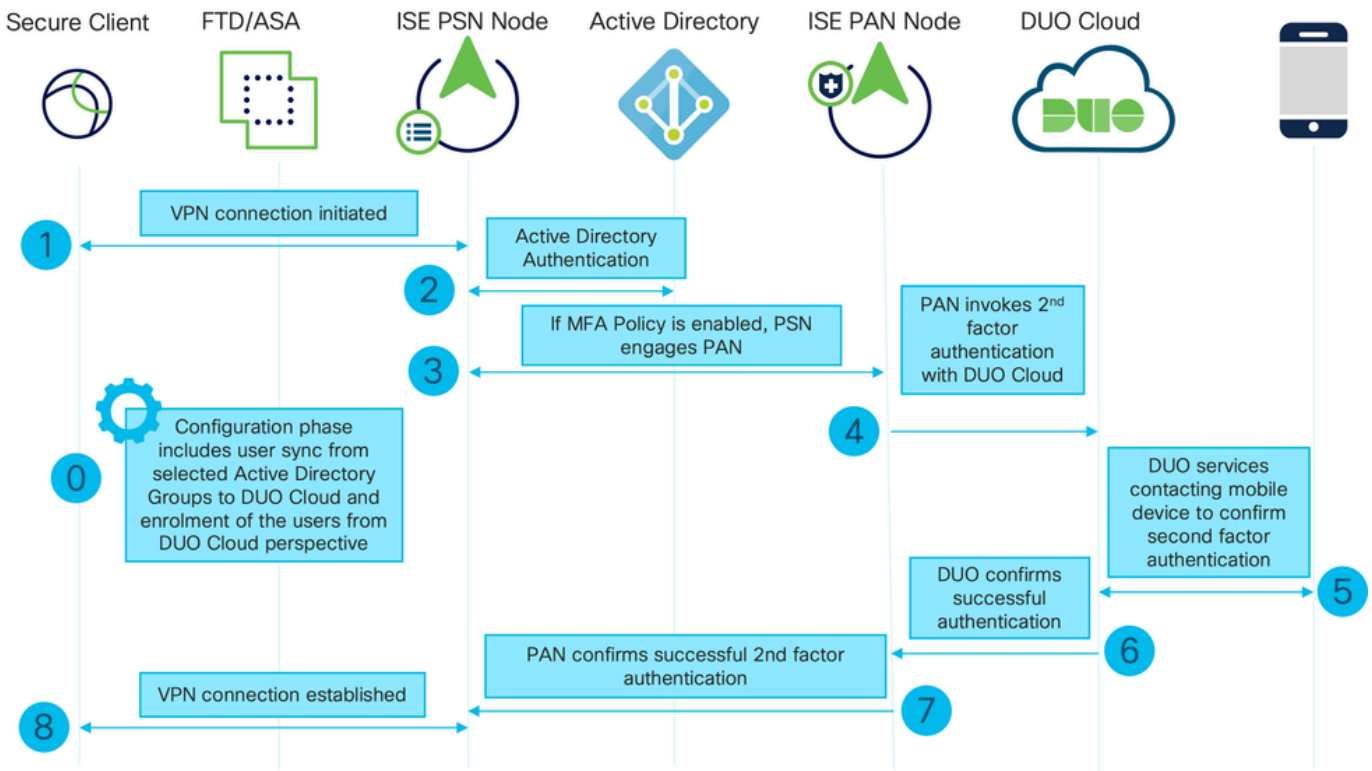 Secure Client
FTD/ASA
ISE PSN Node
Active Directory
ISE PAN Node
DUO Cloud
DUO
VPN connection initiated
1
Active Directory
Authentication
2
If MFA Policy is enabled, PSN
engages PAN
3
PAN invokes 2nd
factor
authentication
with DUO Cloud
4
0
Configuration phase
includes user sync from
selected Active Directory
Groups to DUO Cloud and
enrolment of the users from
DUO Cloud perspective
DUO services
contacting mobile
device to confirm
second factor
authentication
5
DUO confirms
successful
authentication
6
PAN confirms successful 2nd factor
authentication
7
VPN connection established
8